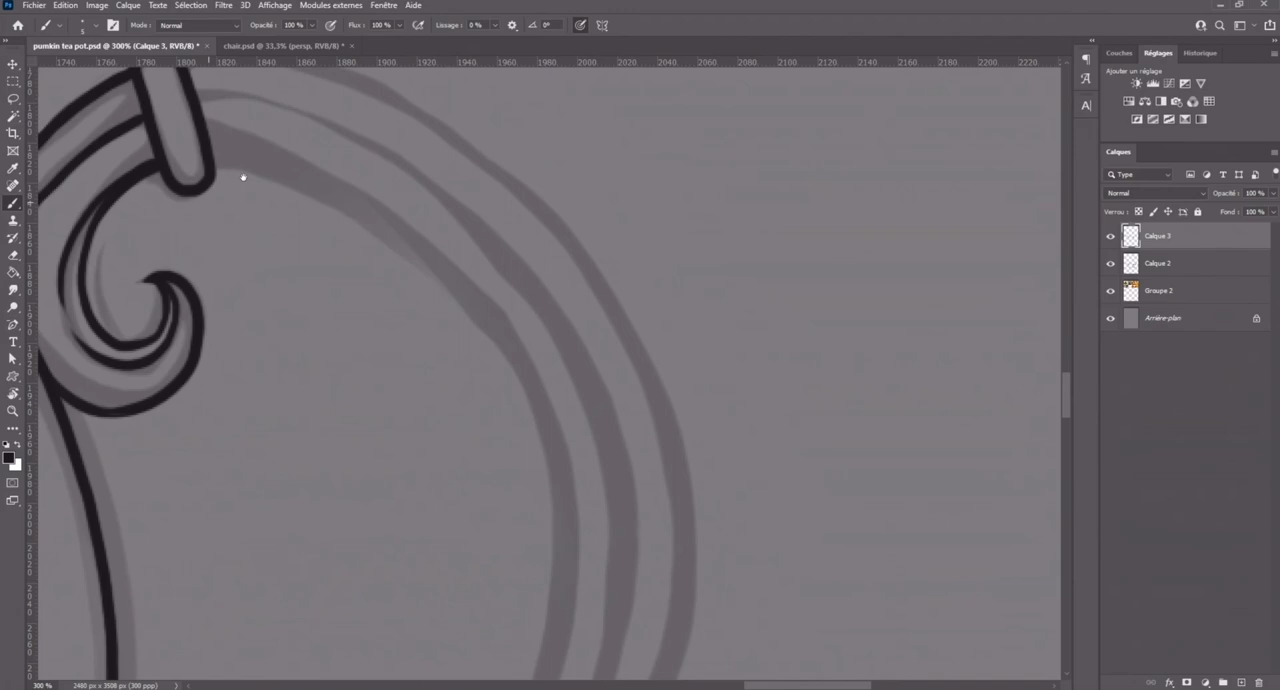 Ps Fichier Edition Image Calque Texte Sélection Filtre 3D Affichage Modules externes Fenêtre Aide
5 Mode : Normal Opacité : 100 % Flux : 100 % Lissage : 0 % 0°
pumkin tea pot.psd @ 300% (Calque 3, RVB/8) * × chair.psd @ 33,3% (persp, RVB/8) * ×
1740 1760 1780 1800 1820 1840 1860 1880 1900 1920 1940 1960 1980 2000 2020 2040 2060 2080 2100 2120 2140 2160 2180 2200 2220
Couches Réglages Historique
Ajouter un réglage
Calques
Type
Normal Opacité : 100 %
Verrou : Fond : 100 %
Calque 3
Calque 2
Groupe 2
Arrière-plan
300 % 2480 px x 3508 px (300 ppp)